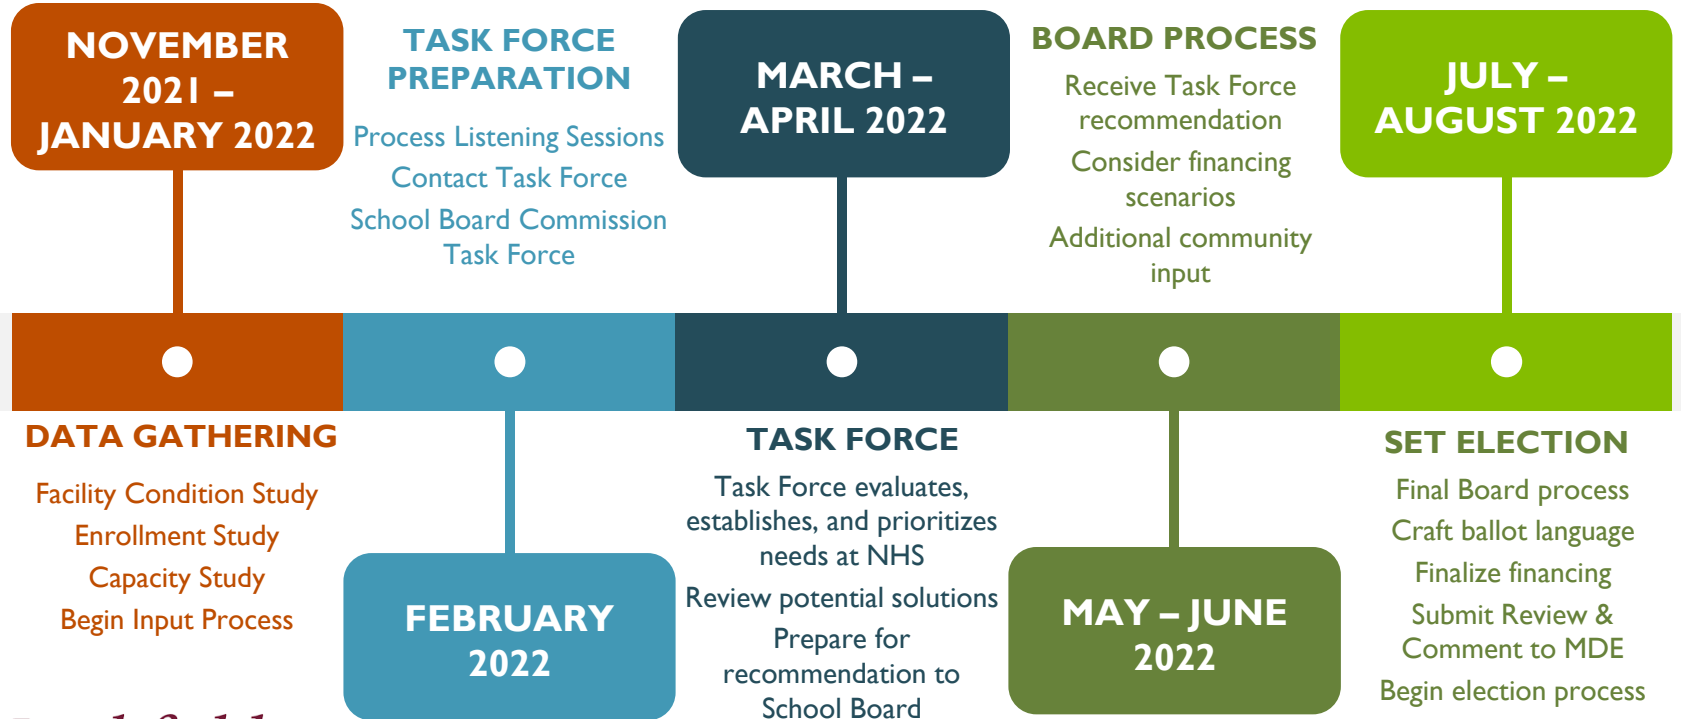 NOVEMBER
2021 –
JANUARY 2022
DATA GATHERING
Facility Condition Study
Enrollment Study
Capacity Study
Begin Input Process
TASK FORCE
PREPARATION
Process Listening Sessions
Contact Task Force
School Board Commission
Task Force
FEBRUARY
2022
MARCH –
APRIL 2022
TASK FORCE
Task Force evaluates,
establishes, and prioritizes
needs at NHS
Review potential solutions
Prepare for
recommendation to
School Board
BOARD PROCESS
Receive Task Force
recommendation
Consider financing
scenarios
Additional community
input
MAY – JUNE
2022
JULY –
AUGUST 2022
SET ELECTION
Final Board process
Craft ballot language
Finalize financing
Submit Review &
Comment to MDE
Begin election process